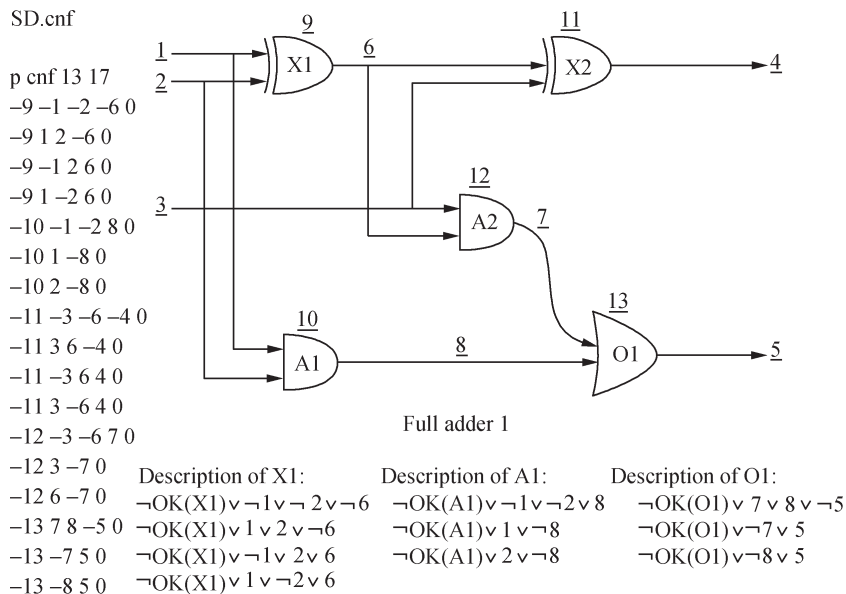 SD.cnf
p cnf 13 17
–9 –1 –2 –6 0
–9 1 2 –6 0
–9 –1 2 6 0
–9 1 –2 6 0
–10 –1 –2 8 0
–10 1 –8 0
–10 2 –8 0
–11 –3 –6 –4 0
–11 3 6 –4 0
–11 –3 6 4 0
–11 3 –6 4 0
–12 –3 –6 7 0
–12 3 –7 0
–12 6 –7 0
–13 7 8 –5 0
–13 –7 5 0
–13 –8 5 0
9
11
1
X1
6
X2
4
2
12
3
A2
7
13
10
8
O1
5
A1
Full adder 1
Description of X1:
¬OK(X1)∨¬1∨¬ 2∨¬6
¬OK(X1)∨ 1∨ 2∨¬6
¬OK(X1)∨¬1∨ 2∨ 6
¬OK(X1)∨ 1∨¬2∨ 6
Description of A1:
¬OK(A1)∨¬1∨¬2∨8
¬OK(A1)∨ 1∨¬8
¬OK(A1)∨ 2∨¬8
Description of O1:
¬OK(O1)∨ 7∨ 8∨ ¬5
¬OK(O1)∨¬7∨ 5
¬OK(O1)∨¬8∨ 5